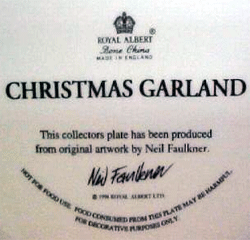 ROYAL ALBERT
Bone China
MADE IN ENGLAND
CHRISTMAS GARLAND
This collectors plate has been produced
from original artwork by Neil Faulkner.
Neil Faulkner
© 1998 ROYAL ALBERT LTD.
NOT FOR FOOD USE. FOOD CONSUMED FROM THIS PLATE MAY BE HARMFUL.
FOR DECORATIVE PURPOSES ONLY.